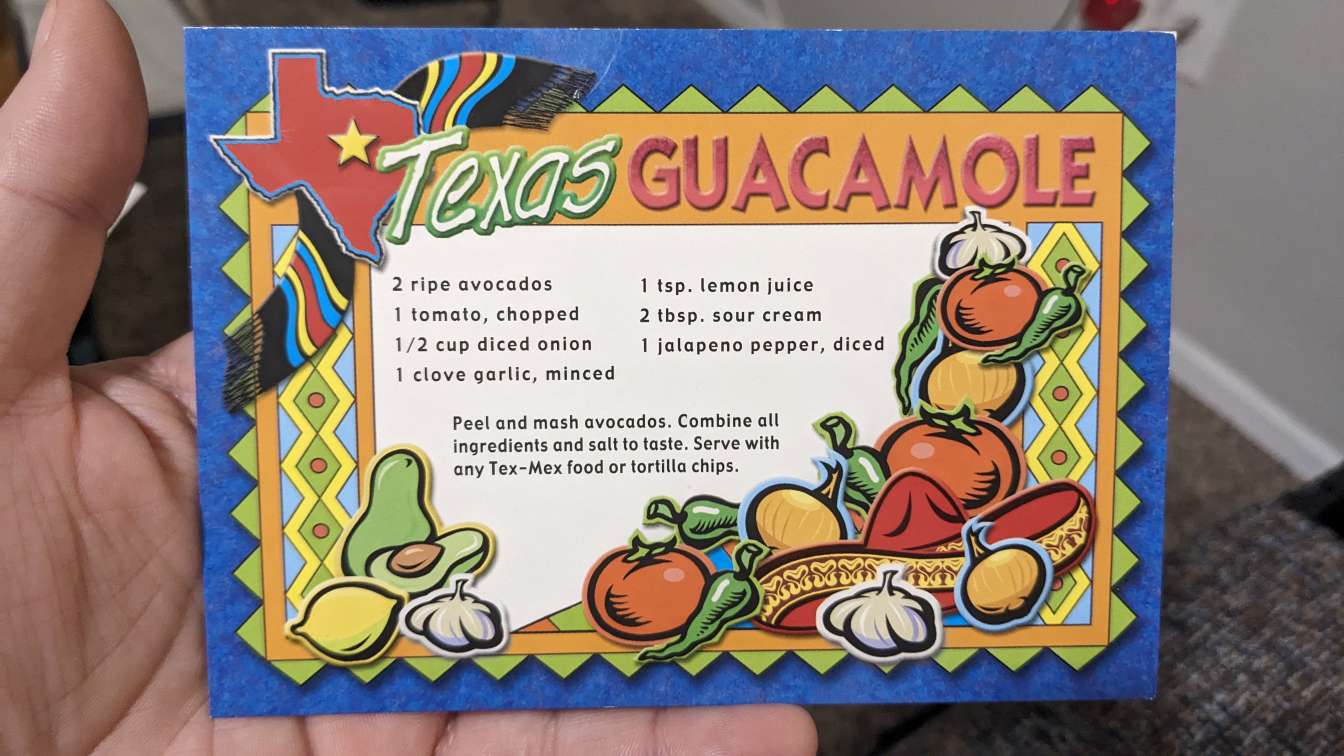 Texas GUACAMOLE
2 ripe avocados
1 tomato, chopped
1/2 cup diced onion
1 clove garlic, minced
1 tsp. lemon juice
2 tbsp. sour cream
1 jalapeno pepper, diced
Peel and mash avocados. Combine all
ingredients and salt to taste. Serve with
any Tex-Mex food or tortilla chips.